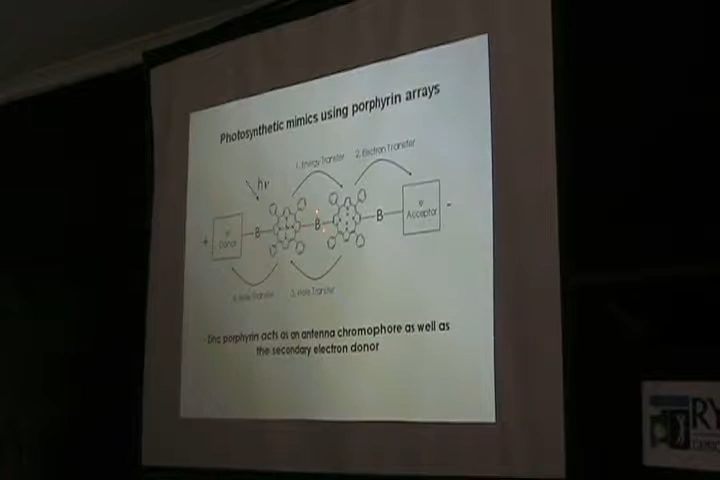 Photosynthetic mimics using porphyrin arrays
1. Energy Transfer
2. Electron Transfer
hν
+
e-
Donor
B
B
B
Acceptor
-
4. Hole Transfer
3. Hole Transfer
- Zinc porphyrin acts as an antenna chromophore as well as
the secondary electron donor
RY